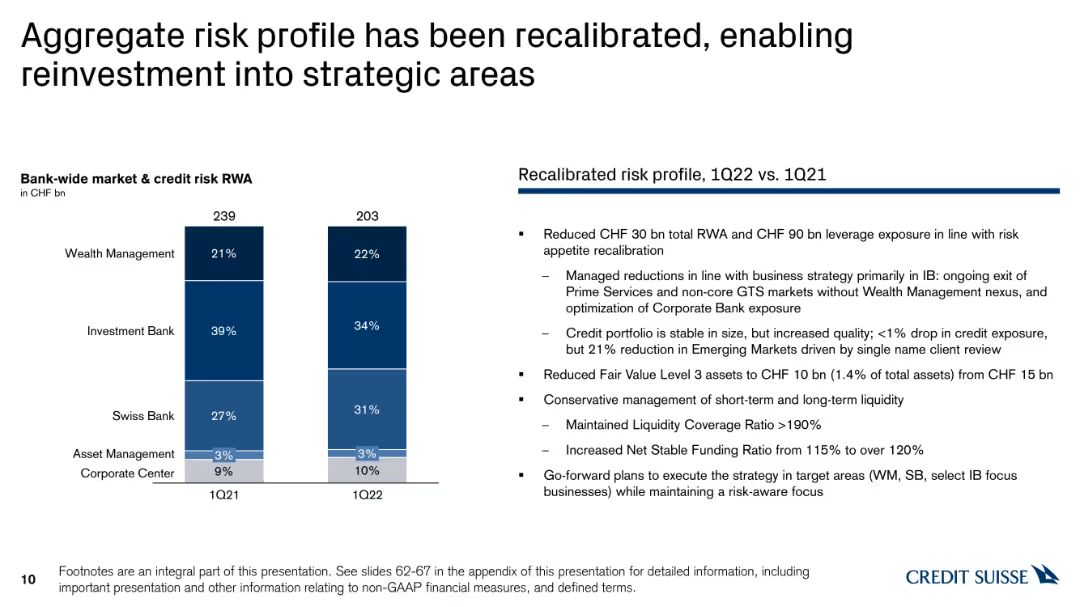 Aggregate risk profile has been recalibrated, enabling
reinvestment into strategic areas
Bank-wide market & credit risk RWA
in CHF bn
239
203
Wealth Management
21%
22%
Investment Bank
39%
34%
Swiss Bank
27%
31%
Asset Management
3%
3%
Corporate Center
9%
10%
1Q21
1Q22
Recalibrated risk profile, 1Q22 vs. 1Q21
▪ Reduced CHF 30 bn total RWA and CHF 90 bn leverage exposure in line with risk
appetite recalibration
– Managed reductions in line with business strategy primarily in IB: ongoing exit of
Prime Services and non-core GTS markets without Wealth Management nexus, and
optimization of Corporate Bank exposure
– Credit portfolio is stable in size, but increased quality; <1% drop in credit exposure,
but 21% reduction in Emerging Markets driven by single name client review
▪ Reduced Fair Value Level 3 assets to CHF 10 bn (1.4% of total assets) from CHF 15 bn
▪ Conservative management of short-term and long-term liquidity
– Maintained Liquidity Coverage Ratio >190%
– Increased Net Stable Funding Ratio from 115% to over 120%
▪ Go-forward plans to execute the strategy in target areas (WM, SB, select IB focus
businesses) while maintaining a risk-aware focus
10
Footnotes are an integral part of this presentation. See slides 62-67 in the appendix of this presentation for detailed information, including
important presentation and other information relating to non-GAAP financial measures, and defined terms.
CREDIT SUISSE